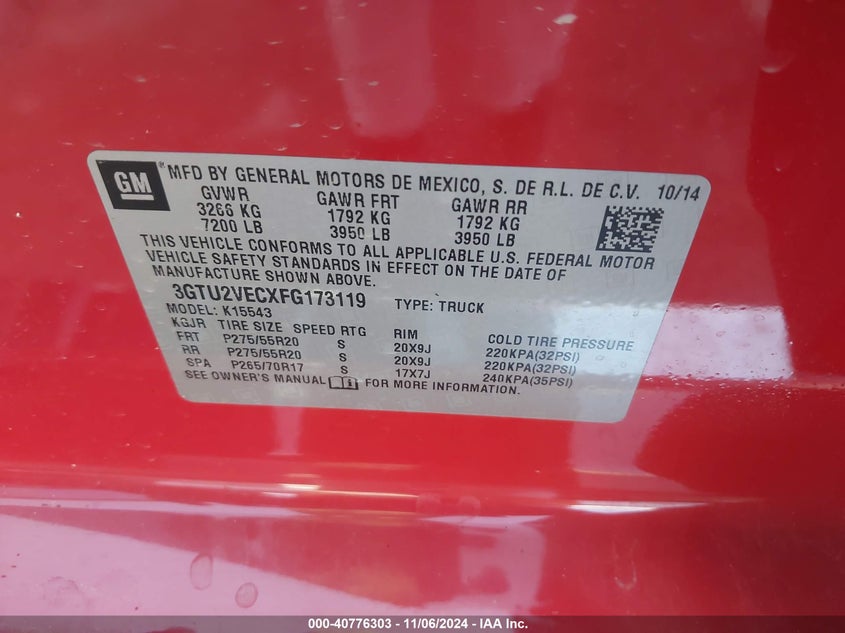 GM ® MFD BY GENERAL MOTORS DE MEXICO, S. DE R.L. DE C.V. 10/14
GVWR GAWR FRT GAWR RR
3266 KG 1792 KG 1792 KG
7200 LB 3950 LB 3950 LB
THIS VEHICLE CONFORMS TO ALL APPLICABLE U.S. FEDERAL MOTOR
VEHICLE SAFETY STANDARDS IN EFFECT ON THE DATE OF
MANUFACTURE SHOWN ABOVE.
3GTU2VECXFG173119 TYPE: TRUCK
MODEL: K15543
KGJR TIRE SIZE SPEED RTG RIM COLD TIRE PRESSURE
FRT P275/55R20 S 20X9J 220KPA(32PSI)
RR P275/55R20 S 20X9J 220KPA(32PSI)
SPA P265/70R17 S 17X7J 240KPA(35PSI)
SEE OWNER'S MANUAL FOR MORE INFORMATION.
000-40776303 - 11/06/2024 - IAA Inc.